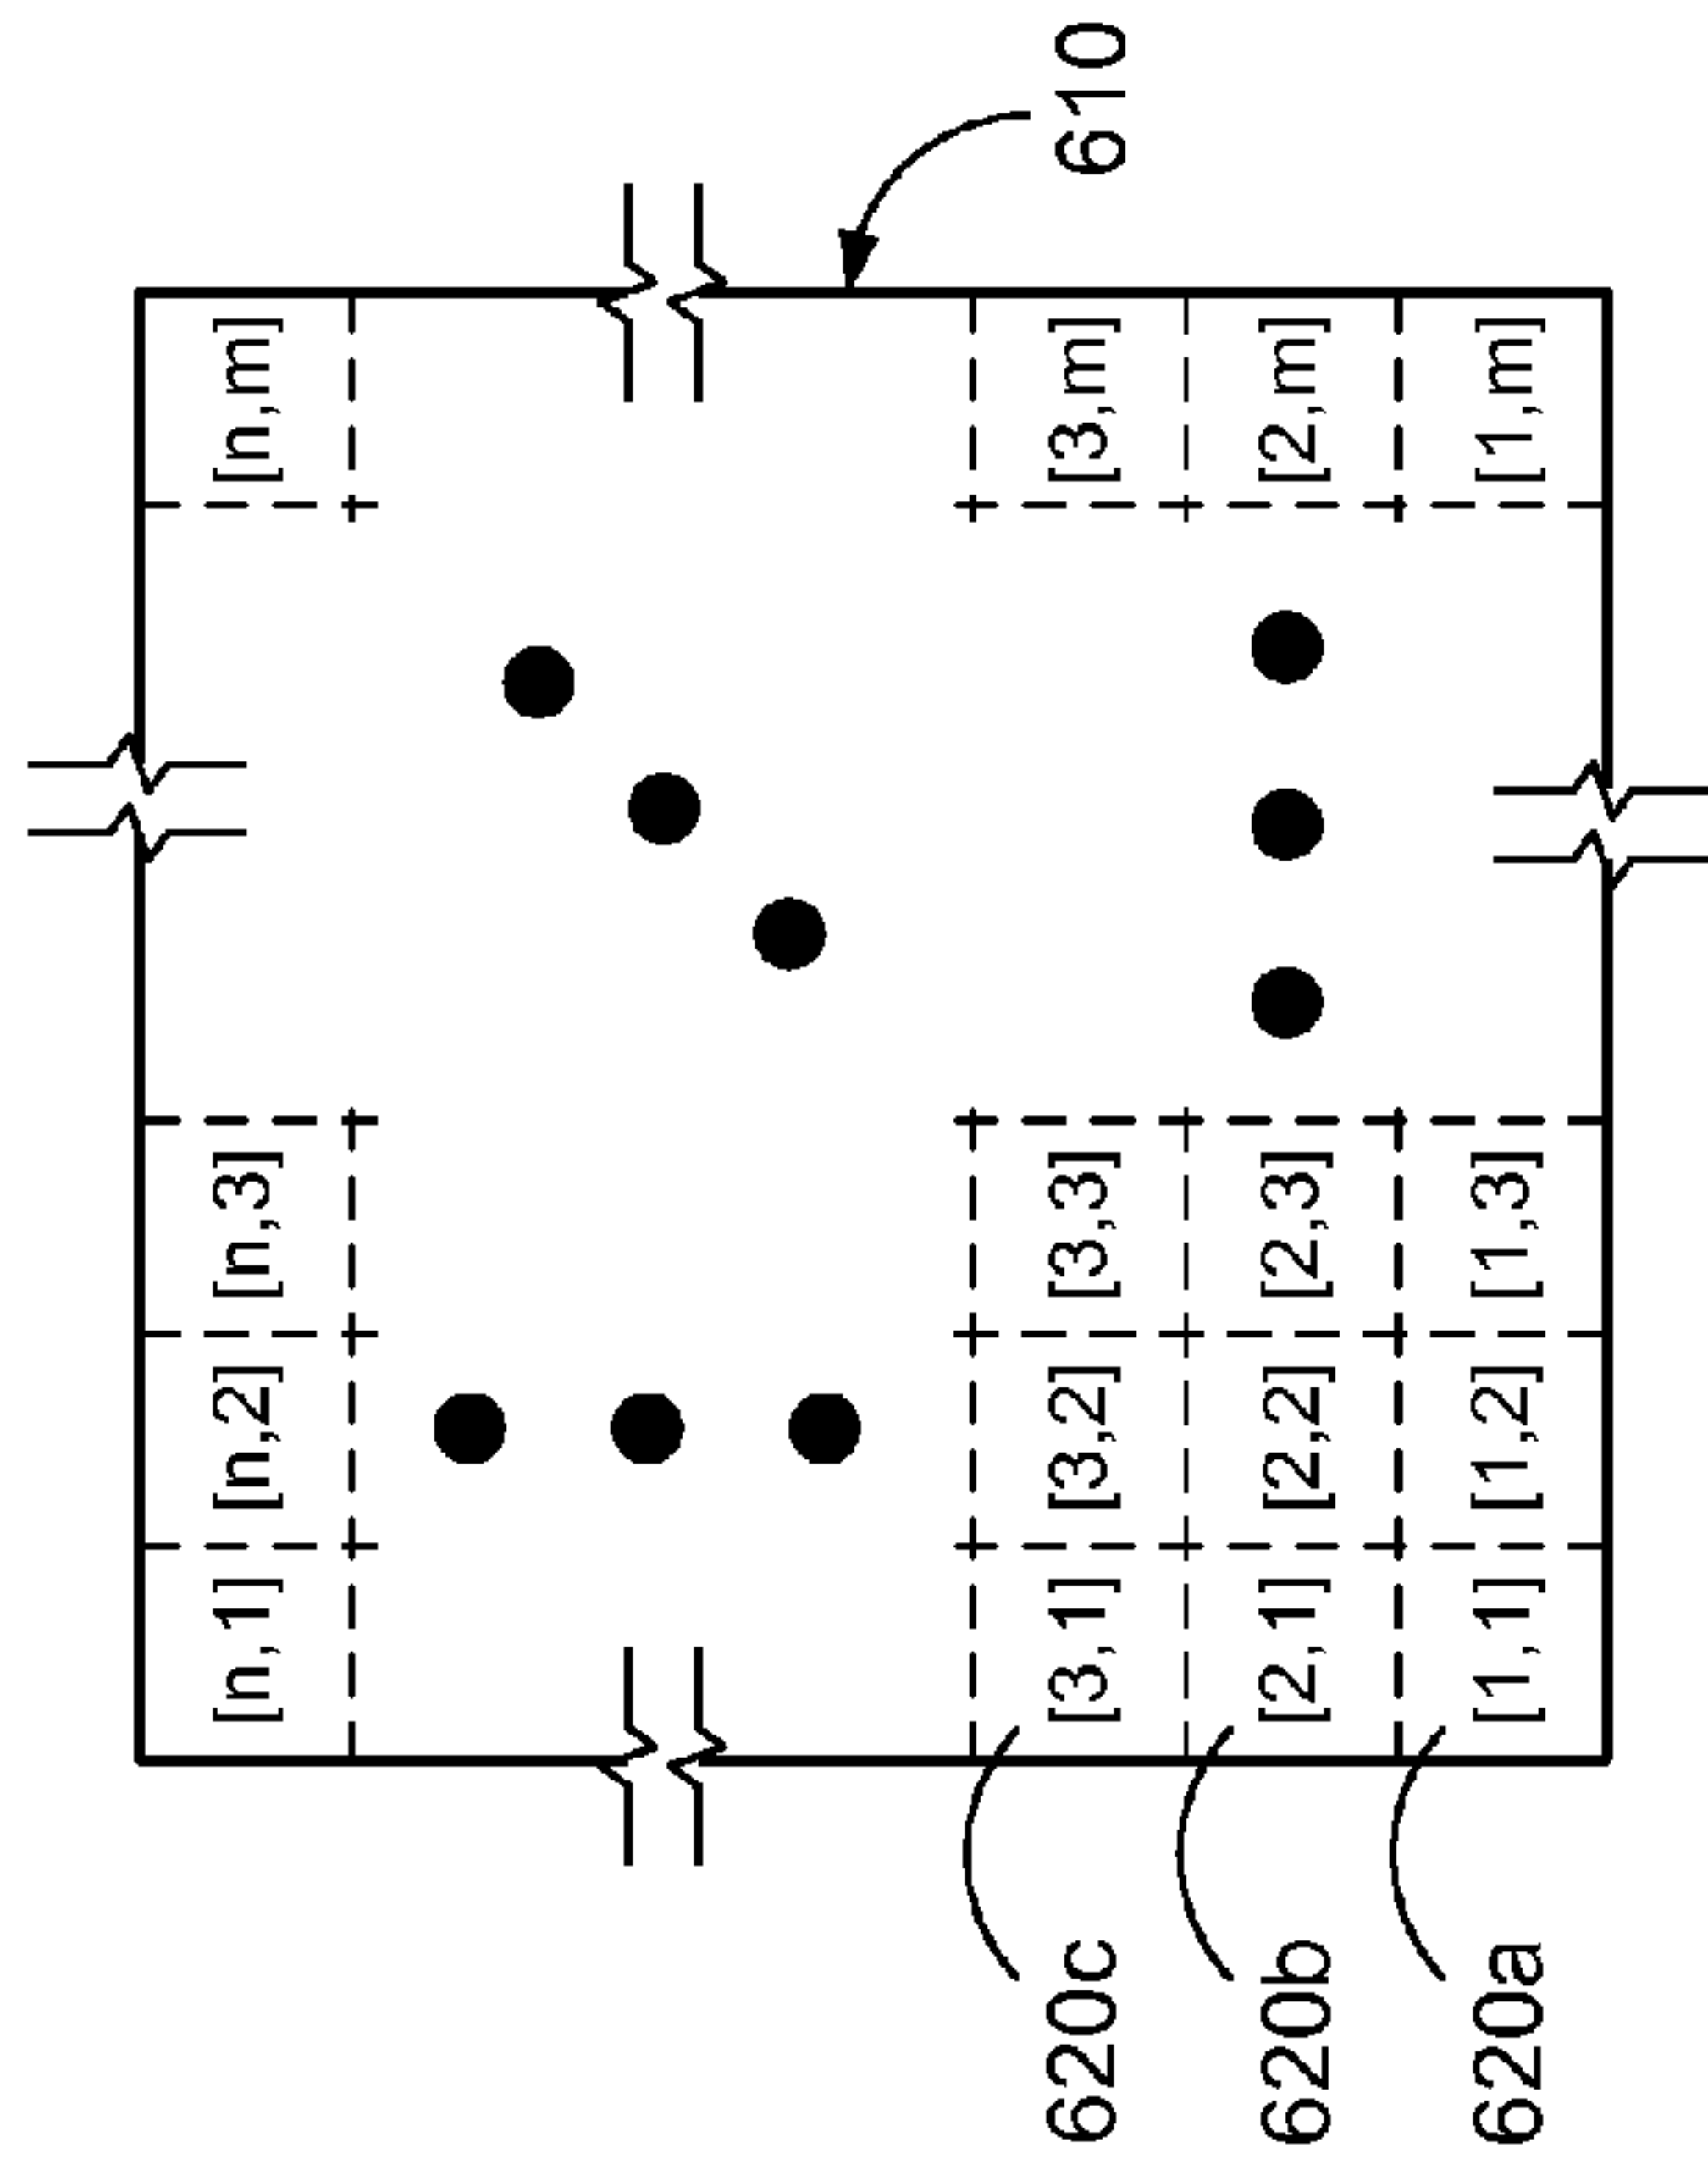 [n,1] [n,2] [n,3] [n,m]
620c [3,1] [3,2] [3,3] [3,m] 610
620b [2,1] [2,2] [2,3] [2,m]
620a [1,1] [1,2] [1,3] [1,m]